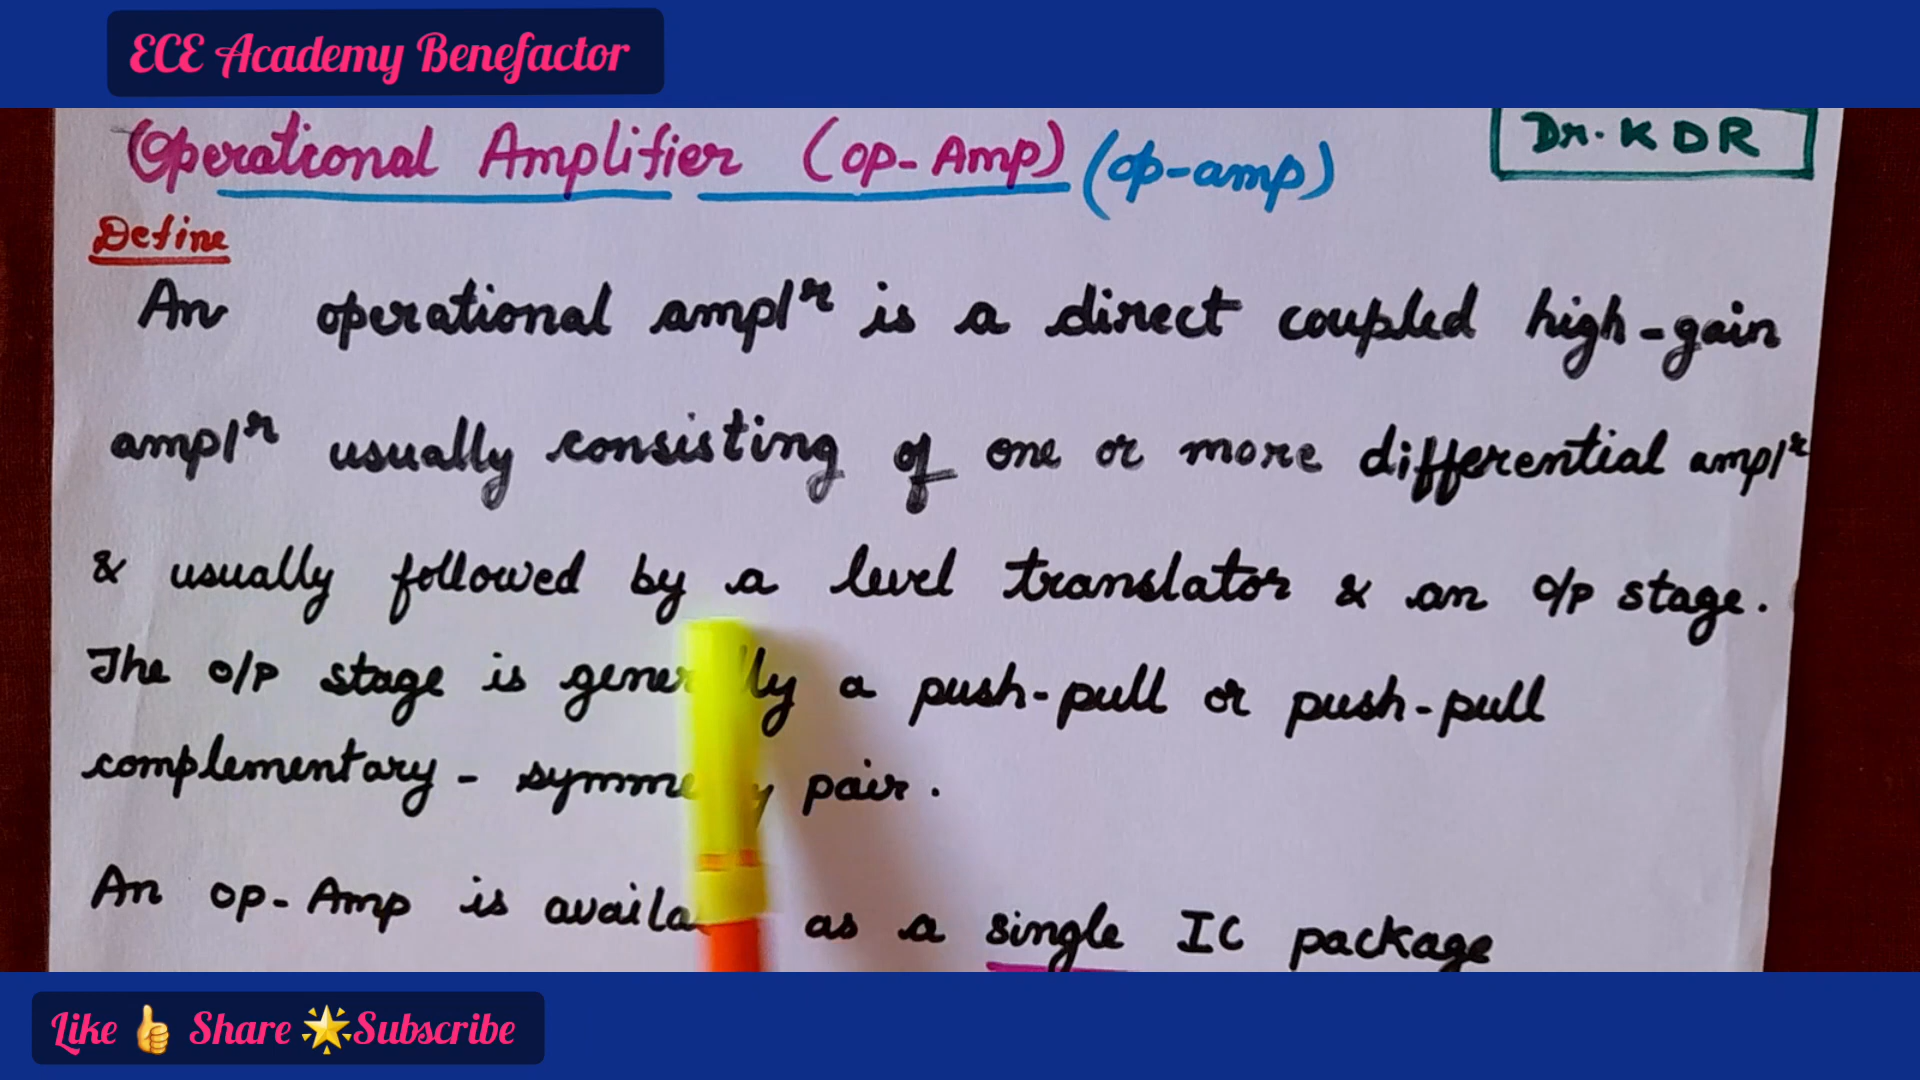 ECE Academy Benefactor
Operational Amplifier (op-Amp) (op-amp)
Dr. KDR
Define
An operational ampl^r is a direct coupled high-gain
ampl^r usually consisting of one or more differential ampl^r
& usually followed by a level translator & an o/p stage.
The o/p stage is a push-pull or push-pull
complementary - pair.
An op-Amp is as a single IC package
Like 👍 Share 🌟Subscribe